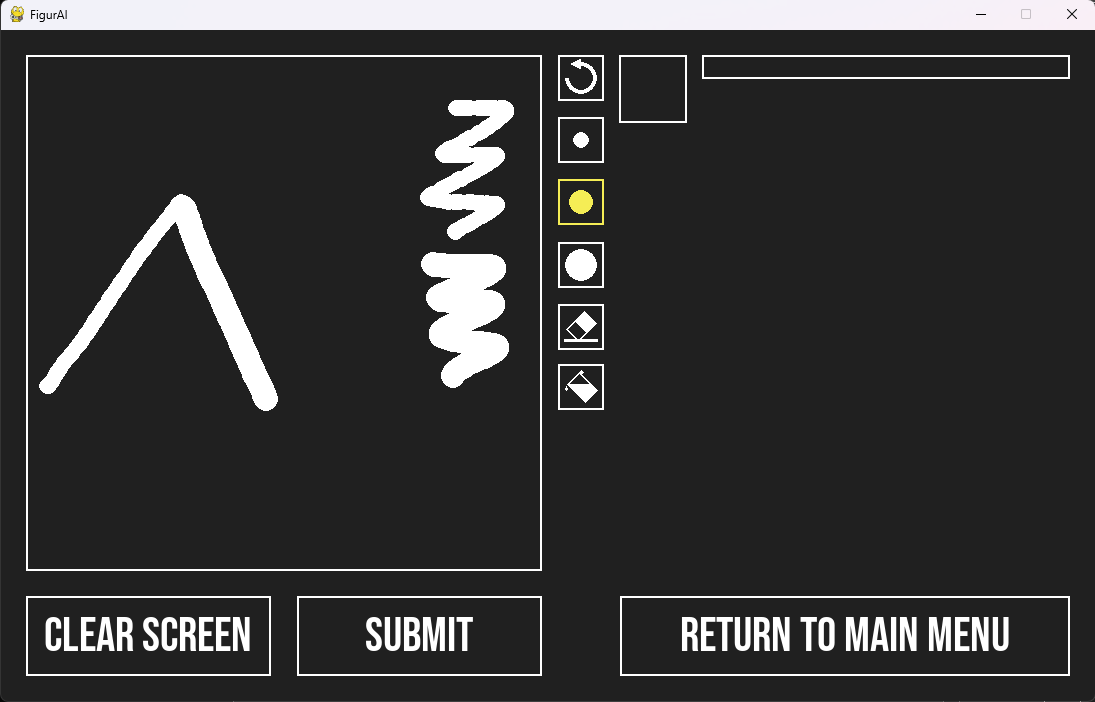 FigurAI
CLEAR SCREEN
SUBMIT
RETURN TO MAIN MENU